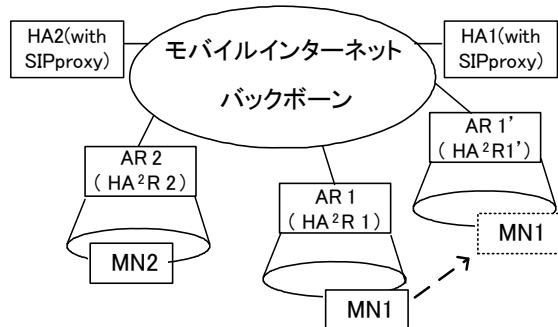 HA2(with
SIPproxy)
モバイルインターネット
バックボーン
HA1(with
SIPproxy)
AR 2
( HA²R 2)
AR 1
( HA²R 1)
AR 1'
( HA²R1')
MN2
MN1
MN1